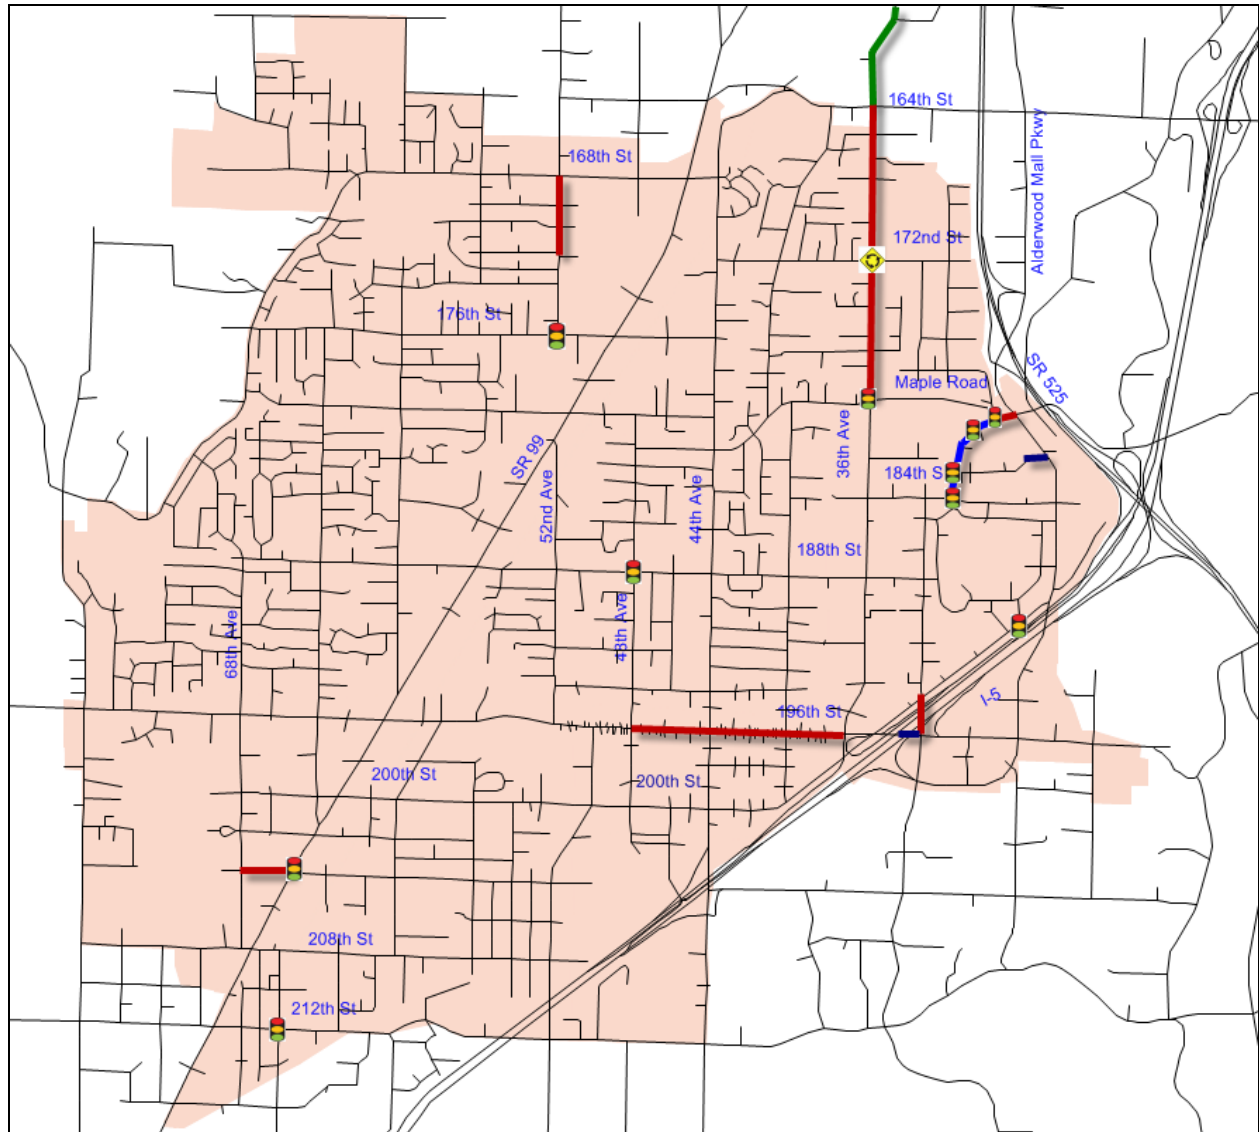 164th St
Alderwood Mall Pkwy
168th St
172nd St
176th St
SR 525
Maple Road
36th Ave
SR 99
184th S
52nd Ave
44th Ave
188th St
48th Ave
68th Ave
I-5
196th St
200th St
200th St
208th St
212th St